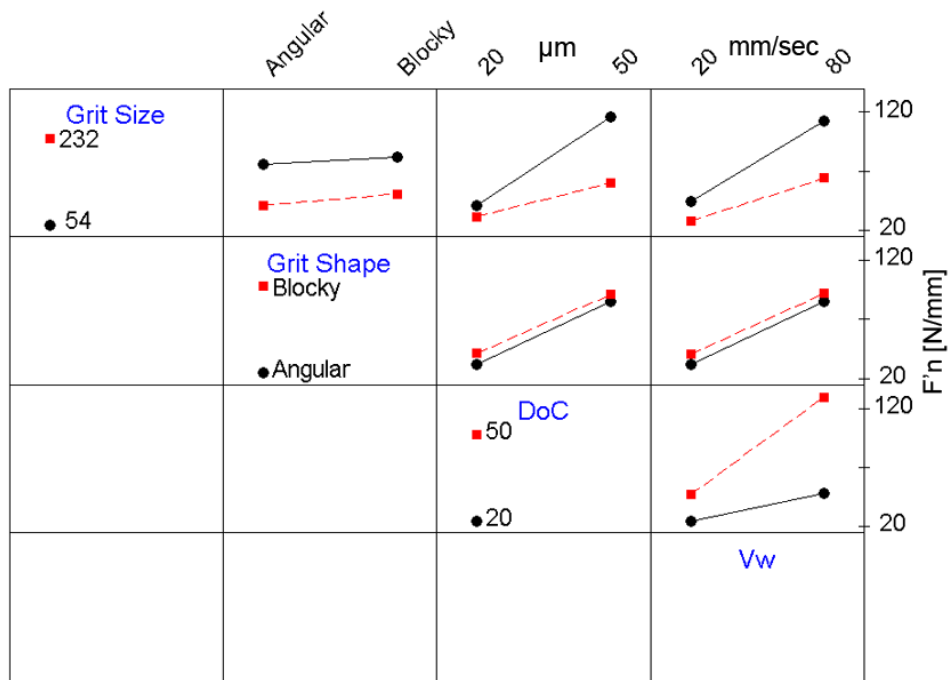 Angular Blocky 20 µm 50 20 mm/sec 80
Grit Size
232
54
120
20
Grit Shape
Blocky
Angular
120
20
F'n [N/mm]
DoC
50
20
120
20
Vw